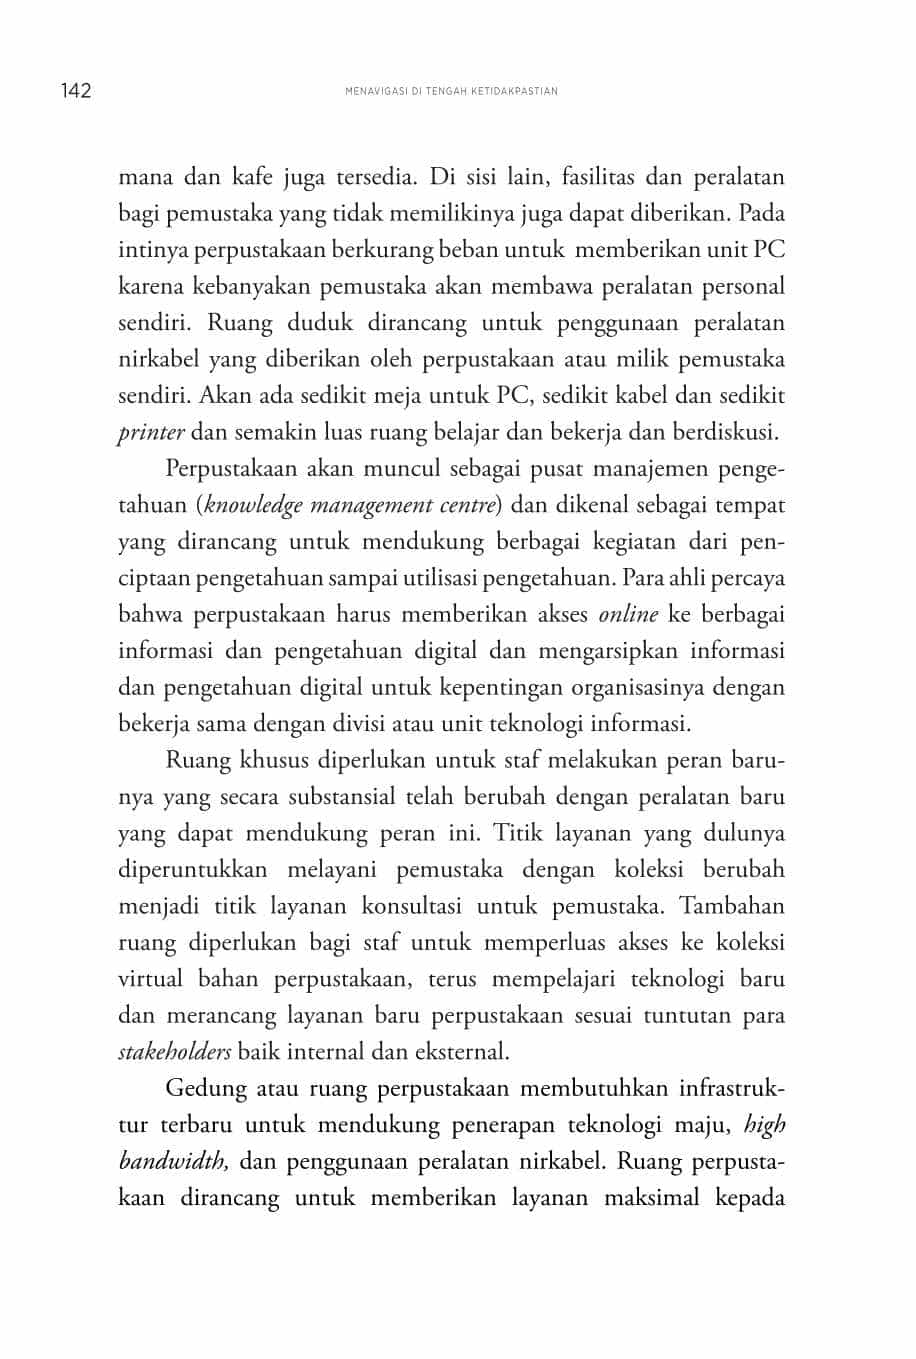 142
MENAVIGASI DI TENGAH KETIDAKPASTIAN
mana dan kafe juga tersedia. Di sisi lain, fasilitas dan peralatan
bagi pemustaka yang tidak memilikinya juga dapat diberikan. Pada
intinya perpustakaan berkurang beban untuk memberikan unit PC
karena kebanyakan pemustaka akan membawa peralatan personal
sendiri. Ruang duduk dirancang untuk penggunaan peralatan
nirkabel yang diberikan oleh perpustakaan atau milik pemustaka
sendiri. Akan ada sedikit meja untuk PC, sedikit kabel dan sedikit
printer dan semakin luas ruang belajar dan bekerja dan berdiskusi.
Perpustakaan akan muncul sebagai pusat manajemen penge-
tahuan (knowledge management centre) dan dikenal sebagai tempat
yang dirancang untuk mendukung berbagai kegiatan dari pen-
ciptaan pengetahuan sampai utilisasi pengetahuan. Para ahli percaya
bahwa perpustakaan harus memberikan akses online ke berbagai
informasi dan pengetahuan digital dan mengarsipkan informasi
dan pengetahuan digital untuk kepentingan organisasinya dengan
bekerja sama dengan divisi atau unit teknologi informasi.
Ruang khusus diperlukan untuk staf melakukan peran baru-
nya yang secara substansial telah berubah dengan peralatan baru
yang dapat mendukung peran ini. Titik layanan yang dulunya
diperuntukkan melayani pemustaka dengan koleksi berubah
menjadi titik layanan konsultasi untuk pemustaka. Tambahan
ruang diperlukan bagi staf untuk memperluas akses ke koleksi
virtual bahan perpustakaan, terus mempelajari teknologi baru
dan merancang layanan baru perpustakaan sesuai tuntutan para
stakeholders baik internal dan eksternal.
Gedung atau ruang perpustakaan membutuhkan infrastruk-
tur terbaru untuk mendukung penerapan teknologi maju, high
bandwidth, dan penggunaan peralatan nirkabel. Ruang perpusta-
kaan dirancang untuk memberikan layanan maksimal kepada